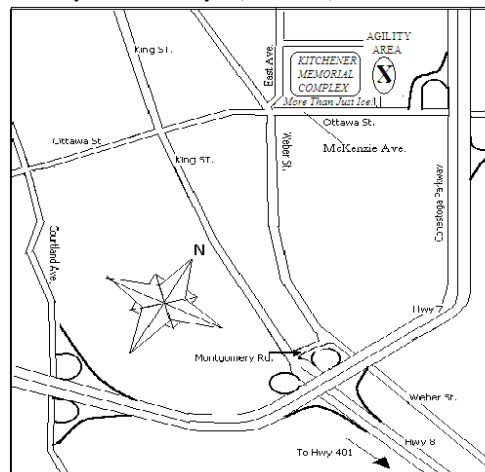 King ST.
East Ave.
AGILITY
AREA
KITCHENER
MEMORIAL
COMPLEX
X
More Than Just Ice!
Ottawa St
Ottawa St.
McKenzie Ave.
King ST.
Weber St.
Conestoga Parkway
Courtland Ave.
N
Hwy 7
Montgomery Rd.
Weber St.
Hwy 8
To Hwy 401